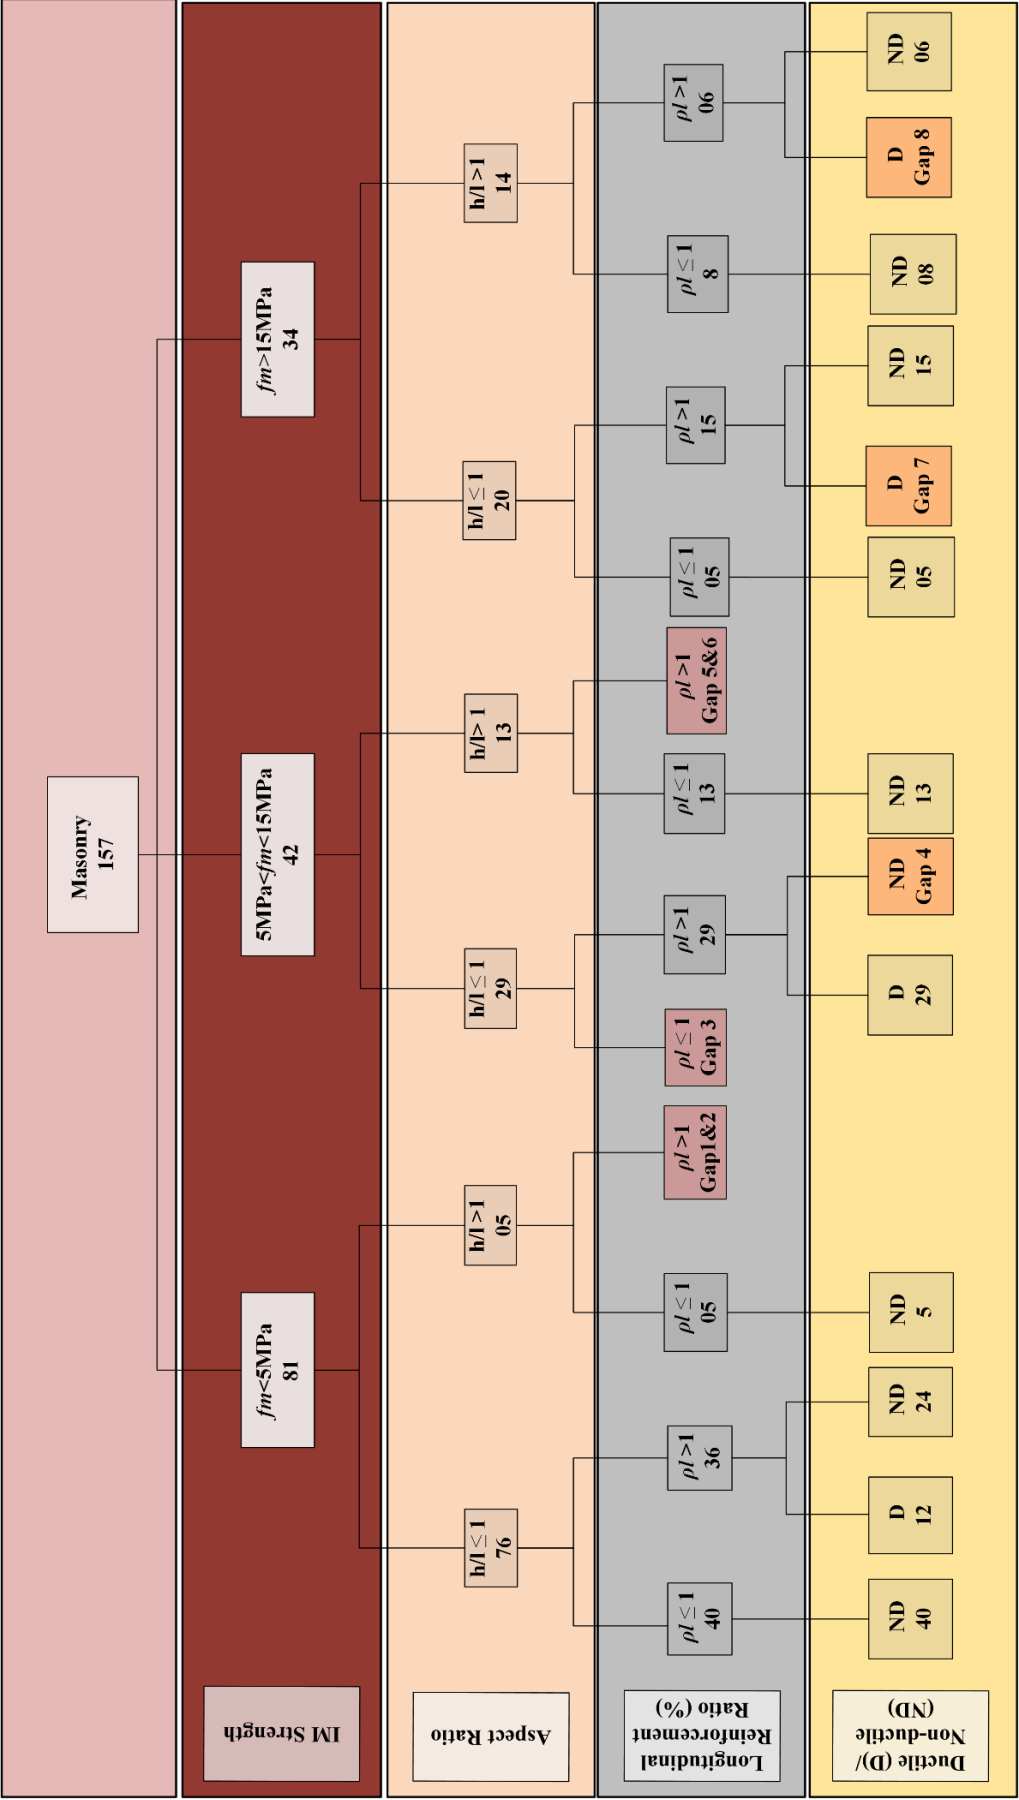 Masonry
157
IM Strength
fm<5MPa
81
5MPa<fm<15MPa
42
fm>15MPa
34
Aspect Ratio
h/l ≤ 1
76
h/l >1
05
h/l ≤ 1
29
h/l> 1
13
h/l ≤ 1
20
h/l >1
14
Longitudinal
Reinforcement
Ratio (%)
ρl ≤ 1
40
ρl >1
36
ρl ≤ 1
05
ρl >1
Gap1&2
ρl ≤ 1
Gap 3
ρl >1
29
ρl ≤ 1
13
ρl >1
Gap 5&6
ρl ≤ 1
05
ρl >1
15
ρl ≤ 1
8
ρl >1
06
Ductile (D)/
Non-ductile
(ND)
ND
40
D
12
ND
24
ND
5
D
29
ND
Gap 4
ND
13
ND
05
D
Gap 7
ND
15
ND
08
D
Gap 8
ND
06